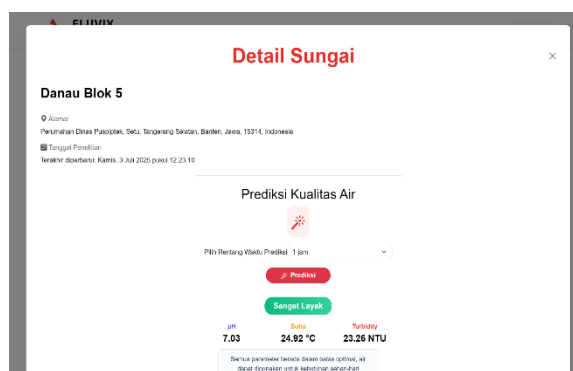 FLUVIX
Detail Sungai
×
Danau Blok 5
Alamat
Perumahan Dinas Puspiptek, Setu, Tangerang Selatan, Banten, Jawa, 15314, Indonesia
Tanggal Penelitian
Terakhir diperbarui: Kamis, 3 Juli 2025 pukul 12.23.10
Prediksi Kualitas Air
Pilih Rentang Waktu Prediksi 1 jam
Prediksi
Sangat Layak
pH Suhu Turbidity
7.03 24.92 °C 23.26 NTU
Semua parameter berada dalam batas optimal, air
dapat digunakan untuk kebutuhan sehari-hari